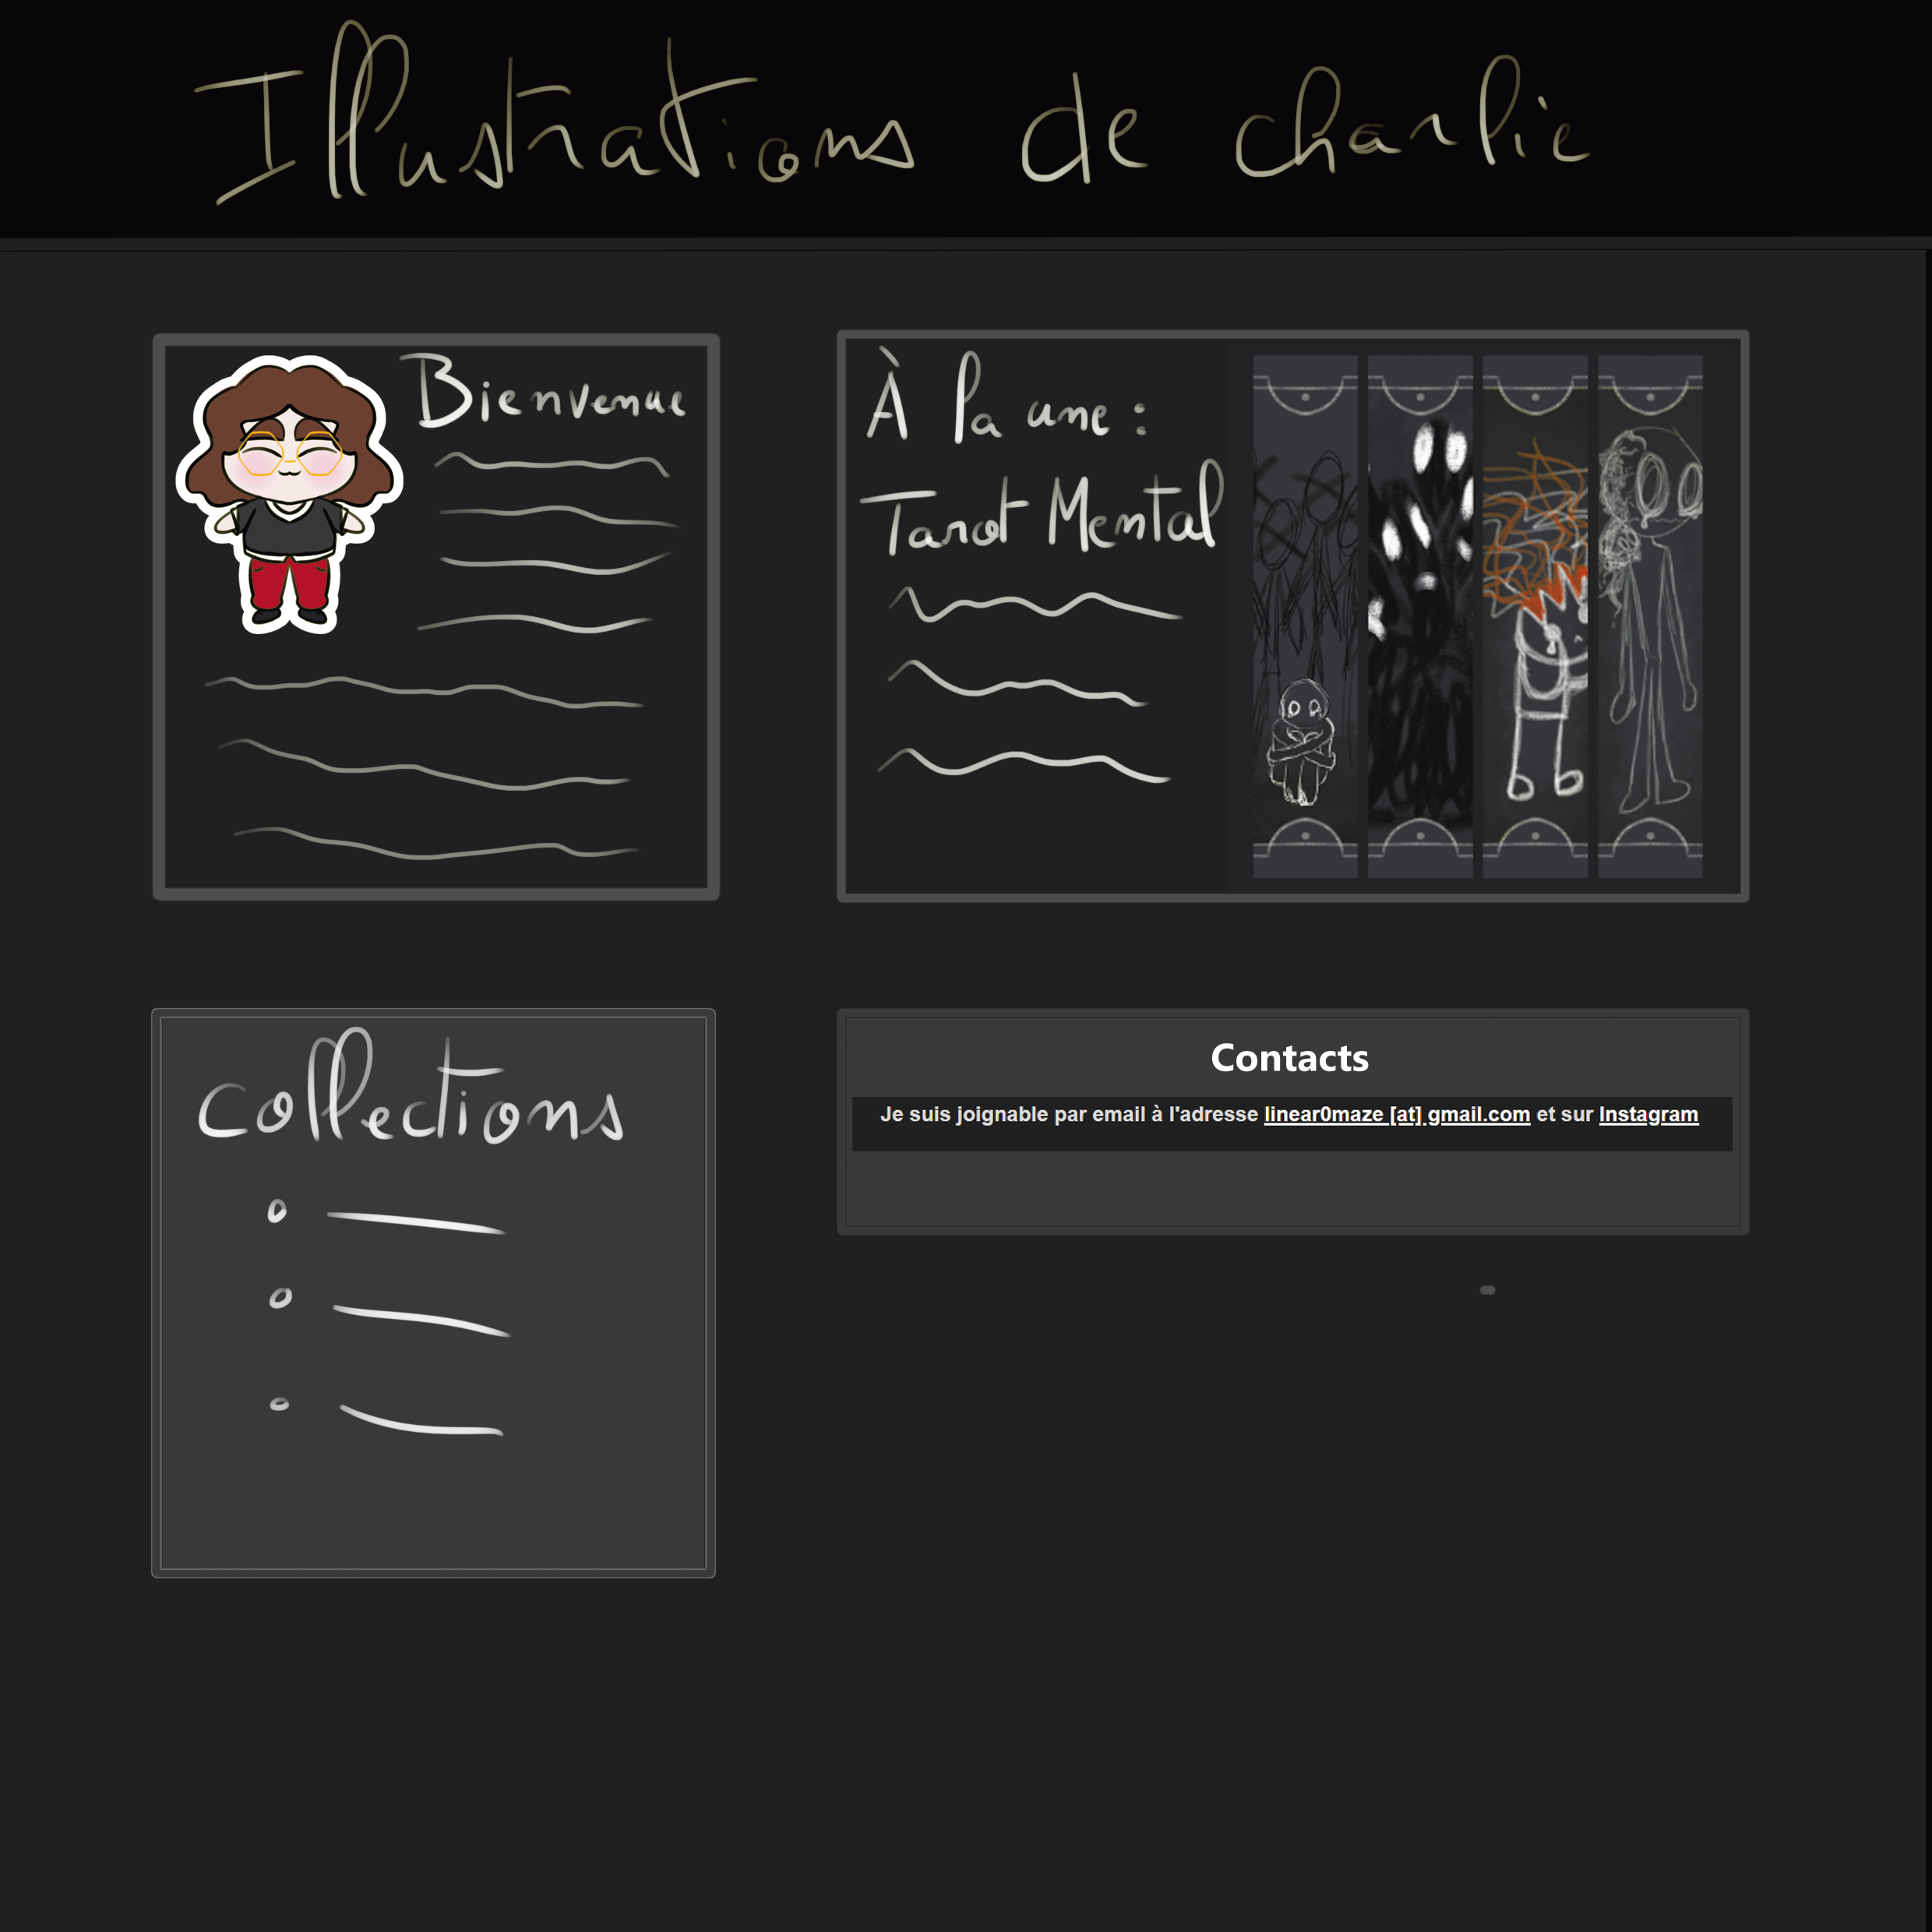 Illustrations de charlie
Bienvenue
À la une :
Tarot Mental
Collections
Contacts
Je suis joignable par email à l'adresse linear0maze [at] gmail.com et sur Instagram